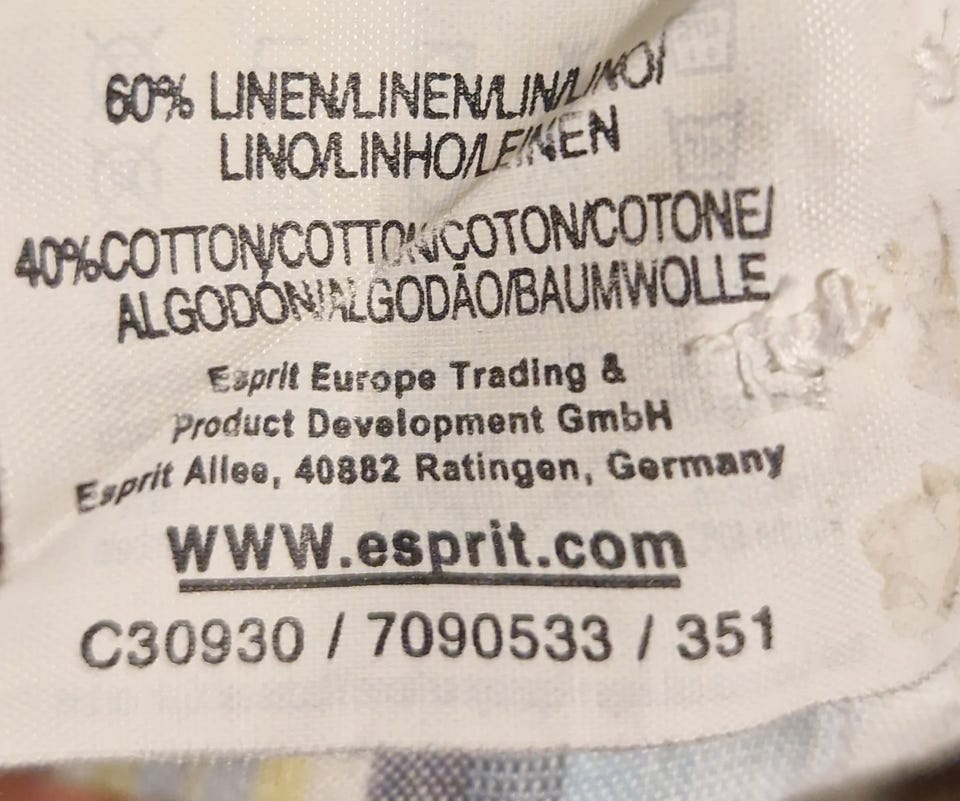 60% LINEN/LINEN/LIN/LINO/
LINO/LINHO/LEINEN
40%COTTON/COTTON/COTON/COTONE/
ALGODÓN/ALGODÃO/BAUMWOLLE
Esprit Europe Trading &
Product Development GmbH
Esprit Allee, 40882 Ratingen, Germany
www.esprit.com
C30930 / 7090533 / 351